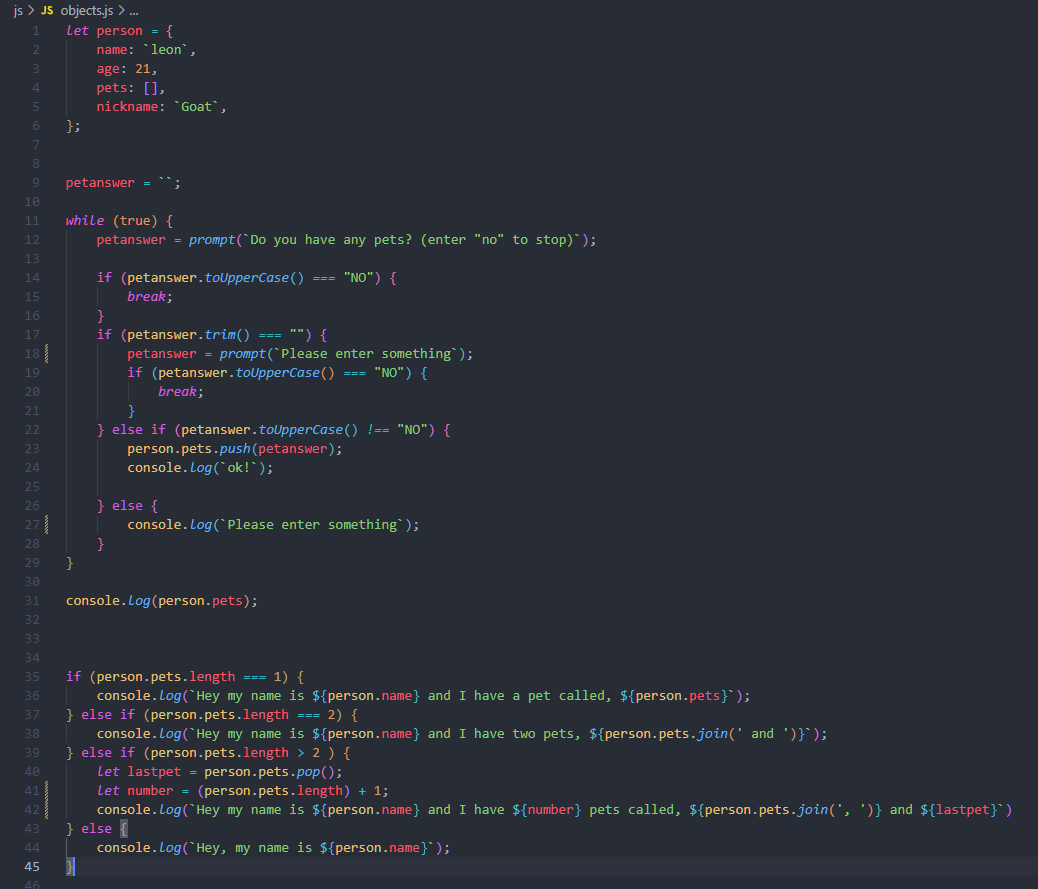 js > JS objects.js > ...
1 let person = {
2     name: `leon`,
3     age: 21,
4     pets: [],
5     nickname: `Goat`,
6 };
7
8
9 petanswer = ``;
10
11 while (true) {
12     petanswer = prompt(`Do you have any pets? (enter "no" to stop)`);
13
14     if (petanswer.toUpperCase() === "NO") {
15         break;
16     }
17     if (petanswer.trim() === "") {
18         petanswer = prompt(`Please enter something`);
19         if (petanswer.toUpperCase() === "NO") {
20             break;
21         }
22     } else if (petanswer.toUpperCase() !== "NO") {
23         person.pets.push(petanswer);
24         console.log(`ok!`);
25
26     } else {
27         console.log(`Please enter something`);
28     }
29 }
30
31 console.log(person.pets);
32
33
34
35 if (person.pets.length === 1) {
36     console.log(`Hey my name is ${person.name} and I have a pet called, ${person.pets}`);
37 } else if (person.pets.length === 2) {
38     console.log(`Hey my name is ${person.name} and I have two pets, ${person.pets.join(' and ')}`);
39 } else if (person.pets.length > 2 ) {
40     let lastpet = person.pets.pop();
41     let number = (person.pets.length) + 1;
42     console.log(`Hey my name is ${person.name} and I have ${number} pets called, ${person.pets.join(', ')} and ${lastpet}`)
43 } else {
44     console.log(`Hey, my name is ${person.name}`);
45 }
46